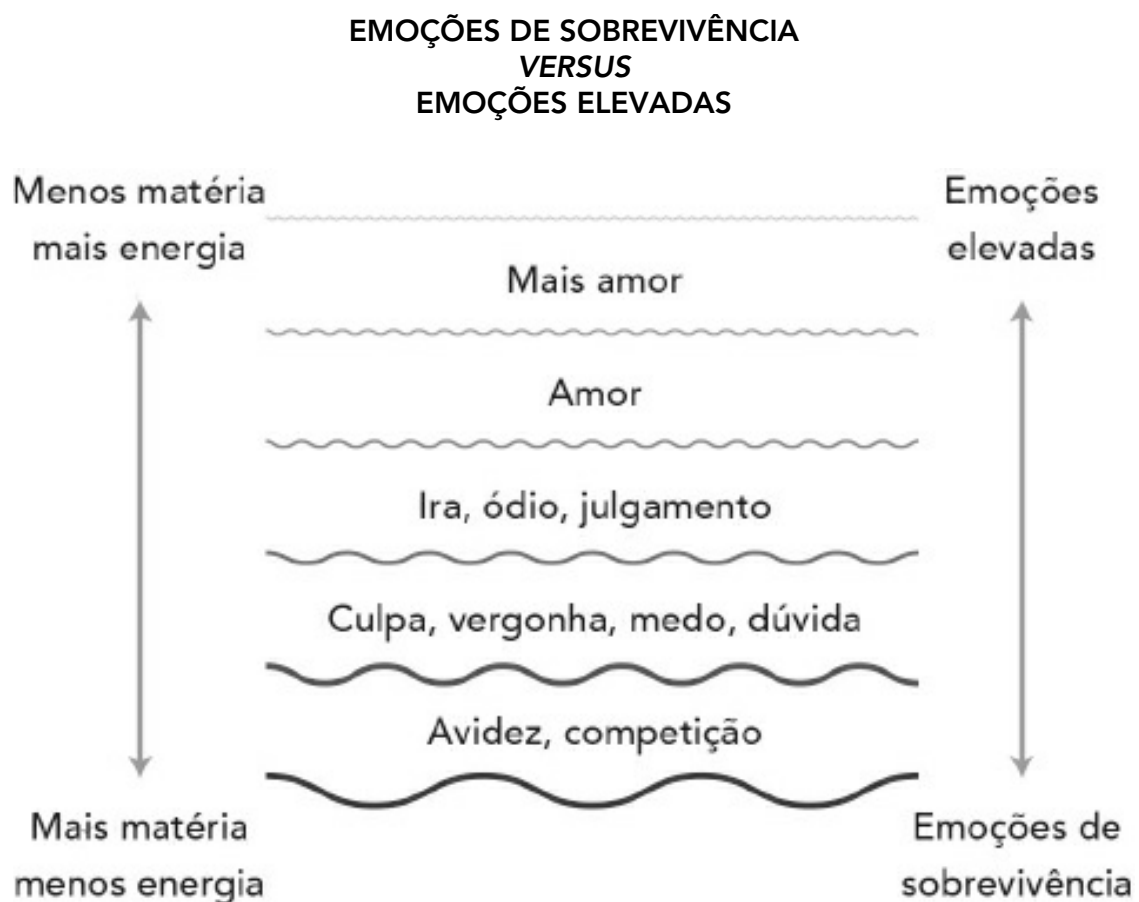 EMOÇÕES DE SOBREVIVÊNCIA
VERSUS
EMOÇÕES ELEVADAS
Menos matéria
mais energia
Emoções
elevadas
Mais amor
Amor
Ira, ódio, julgamento
Culpa, vergonha, medo, dúvida
Avidez, competição
Mais matéria
menos energia
Emoções de
sobrevivência